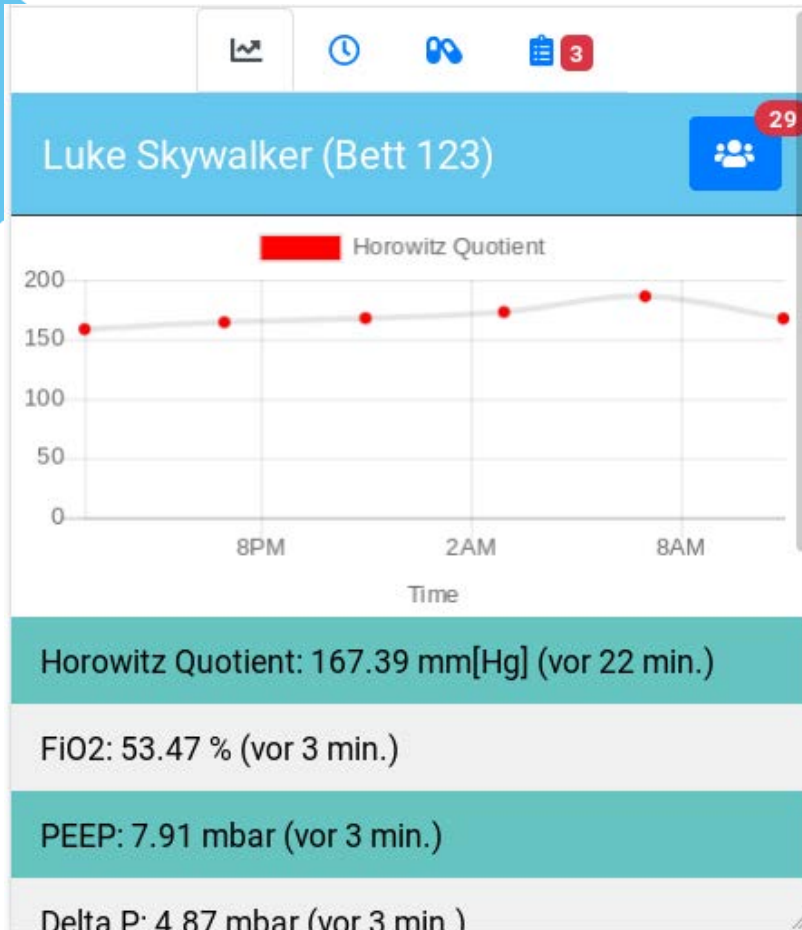 3
Luke Skywalker (Bett 123)
29
Horowitz Quotient
200
150
100
50
0
8PM
2AM
8AM
Time
Horowitz Quotient: 167.39 mm[Hg] (vor 22 min.)
FiO2: 53.47 % (vor 3 min.)
PEEP: 7.91 mbar (vor 3 min.)
Delta P: 4.87 mbar (vor 3 min.)